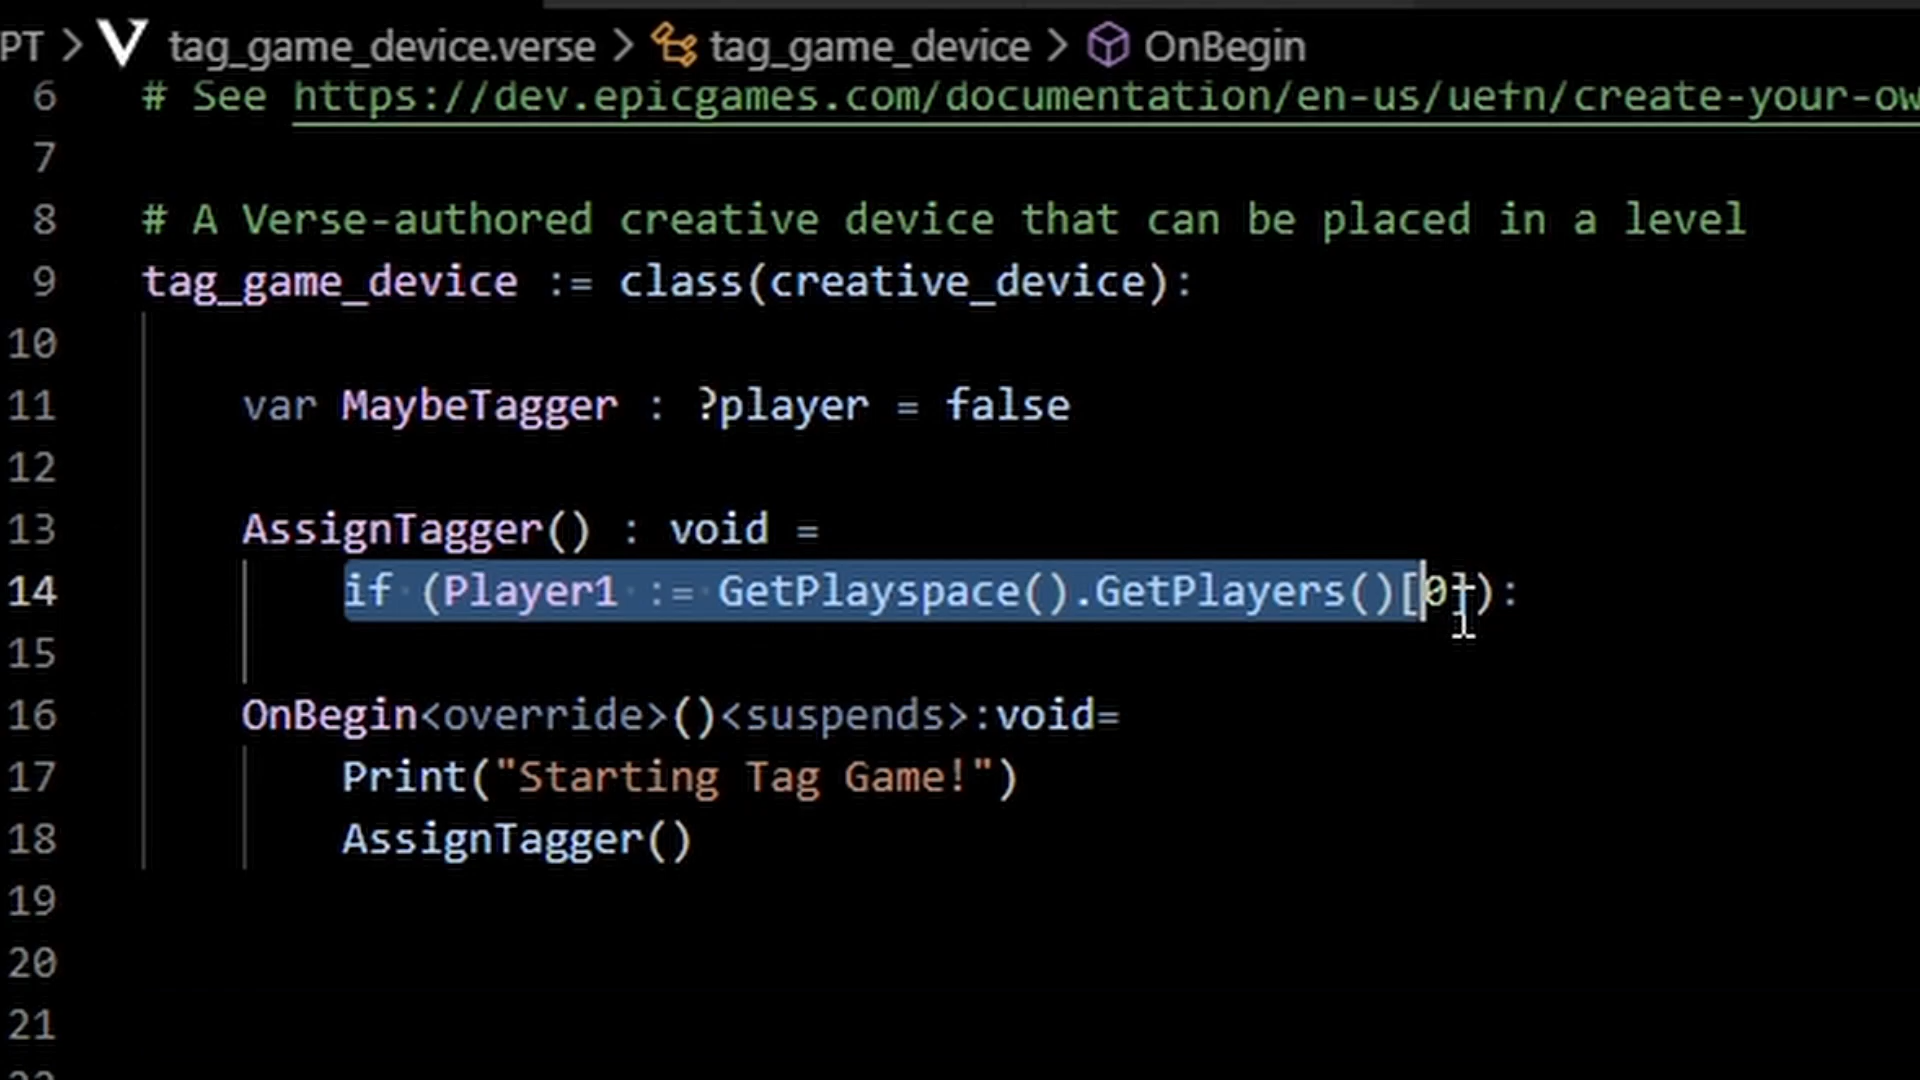 PT > tag_game_device.verse > tag_game_device > OnBegin
6 # See https://dev.epicgames.com/documentation/en-us/uefn/create-your-ow
7
8 # A Verse-authored creative device that can be placed in a level
9 tag_game_device := class(creative_device):
10
11 var MaybeTagger : ?player = false
12
13 AssignTagger() : void =
14 if (Player1 := GetPlayspace().GetPlayers()[0]):
15
16 OnBegin<override>()<suspends>:void=
17 Print("Starting Tag Game!")
18 AssignTagger()
19
20
21
22